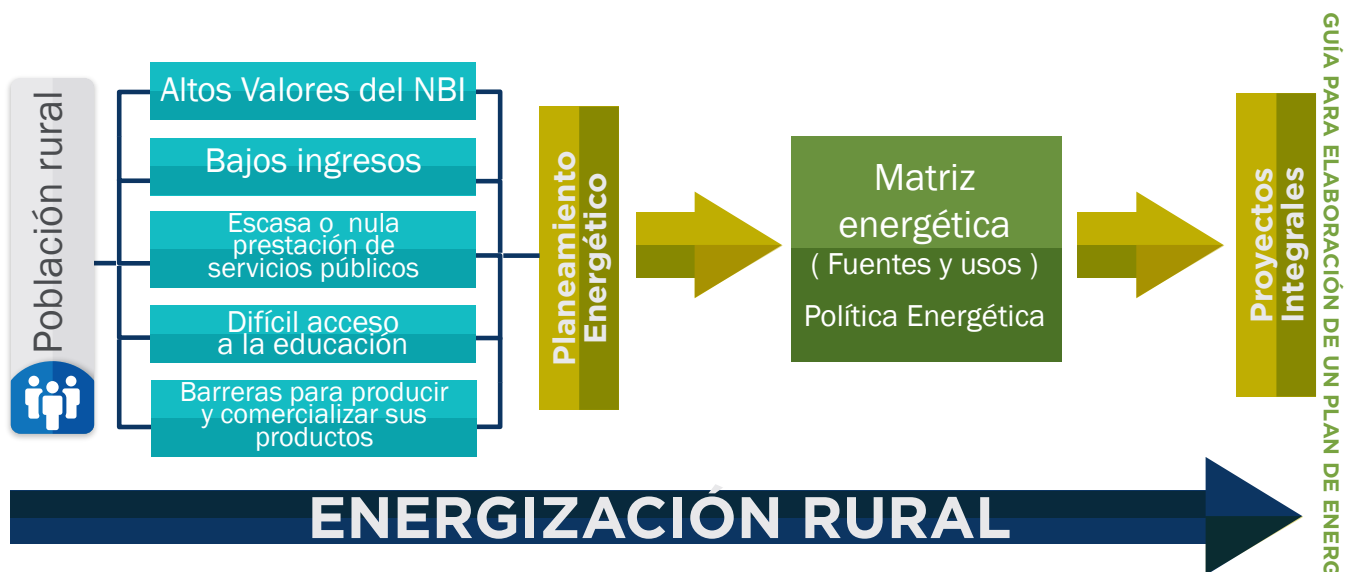 Población rural
Altos Valores del NBI
Bajos ingresos
Escasa o nula
prestación de
servicios públicos
Difícil acceso
a la educación
Barreras para producir
y comercializar sus
productos
Planeamiento
Energético
Matriz
energética
( Fuentes y usos )
Política Energética
Proyectos
Integrales
ENERGIZACIÓN RURAL
GUÍA PARA ELABORACIÓN DE UN PLAN DE